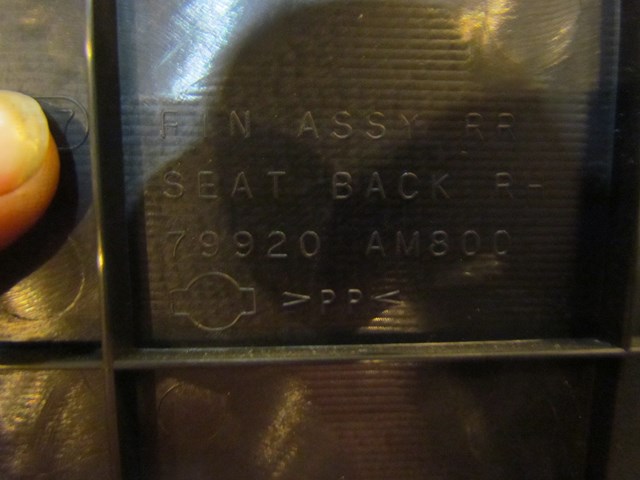 FIN ASSY RR
SEAT BACK R-
79920 AM800
>PP<